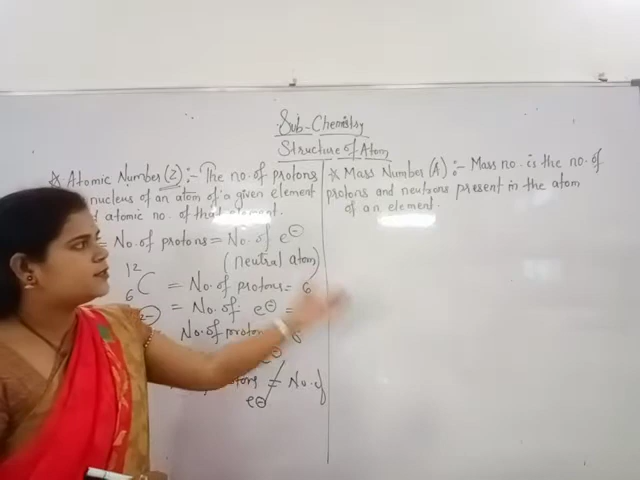 Sub-Chemistry
Structure of Atom
* Atomic Number (Z) :- The no. of protons
nucleus of an atom of a given element
atomic no. of that element.
= No. of protons = No. of e⊖
(neutral atom)
12
6 C = No. of protons = 6
= No. of e⊖ =
No. of
e⊖
= No. of
e⊖
* Mass Number (A) :- Mass no. is the no. of
protons and neutrons present in the atom
of an element.